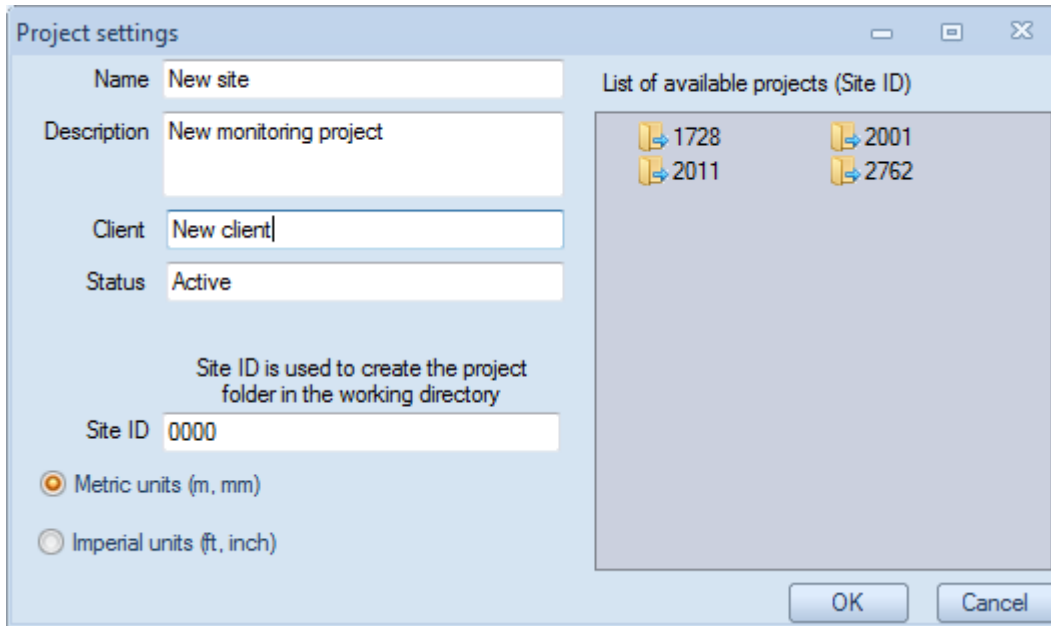 Project settings
Name New site
Description New monitoring project
Client New client
Status Active
Site ID is used to create the project
folder in the working directory
Site ID 0000
Metric units (m, mm)
Imperial units (ft, inch)
List of available projects (Site ID)
1728 2001
2011 2762
OK Cancel